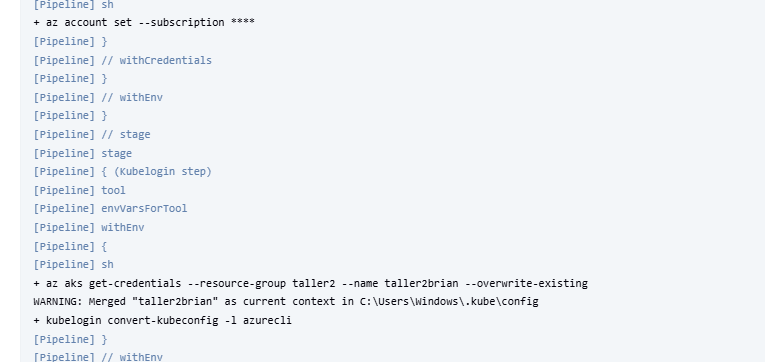 [Pipeline] sh
+ az account set --subscription ****
[Pipeline] }
[Pipeline] // withCredentials
[Pipeline] }
[Pipeline] // withEnv
[Pipeline] }
[Pipeline] // stage
[Pipeline] stage
[Pipeline] { (Kubelogin step)
[Pipeline] tool
[Pipeline] envVarsForTool
[Pipeline] withEnv
[Pipeline] {
[Pipeline] sh
+ az aks get-credentials --resource-group taller2 --name taller2brian --overwrite-existing
WARNING: Merged "taller2brian" as current context in C:\Users\Windows\.kube\config
+ kubelogin convert-kubeconfig -l azurecli
[Pipeline] }
[Pipeline] // withEnv